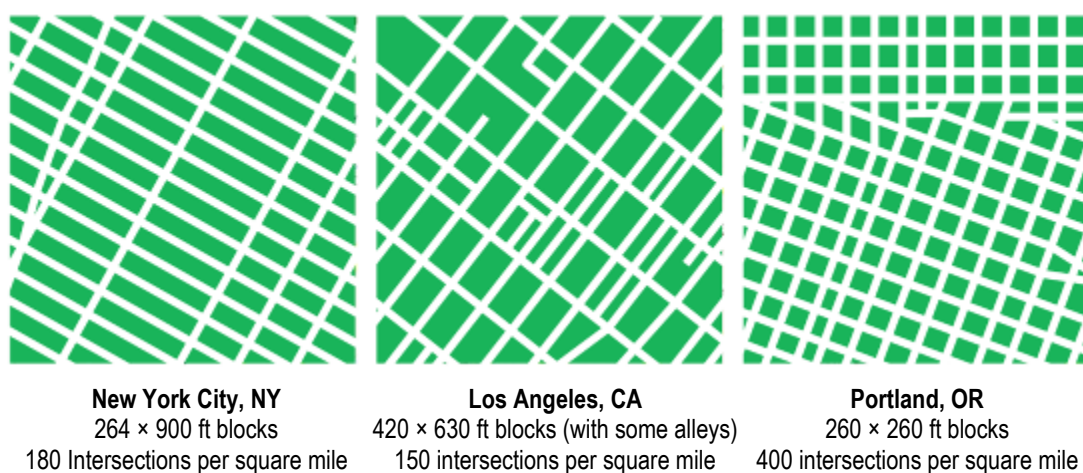 New York City, NY
264 × 900 ft blocks
180 Intersections per square mile
Los Angeles, CA
420 × 630 ft blocks (with some alleys)
150 intersections per square mile
Portland, OR
260 × 260 ft blocks
400 intersections per square mile